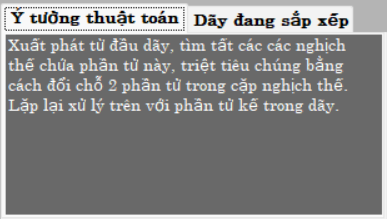 Ý tưởng thuật toán Dãy đang sắp xếp
Xuất phát từ đầu dãy, tìm tất các các nghịch
thế chứa phần tử này, triệt tiêu chúng bằng
cách đổi chỗ 2 phần tử trong cặp nghịch thế.
Lặp lại xử lý trên với phần tử kế trong dãy.